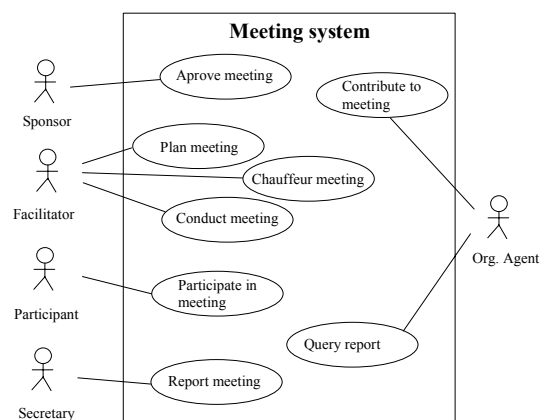 Meeting system
Aprove meeting
Sponsor
Contribute to
meeting
Plan meeting
Chauffeur meeting
Facilitator
Conduct meeting
Org. Agent
Participate in
meeting
Participant
Query report
Report meeting
Secretary